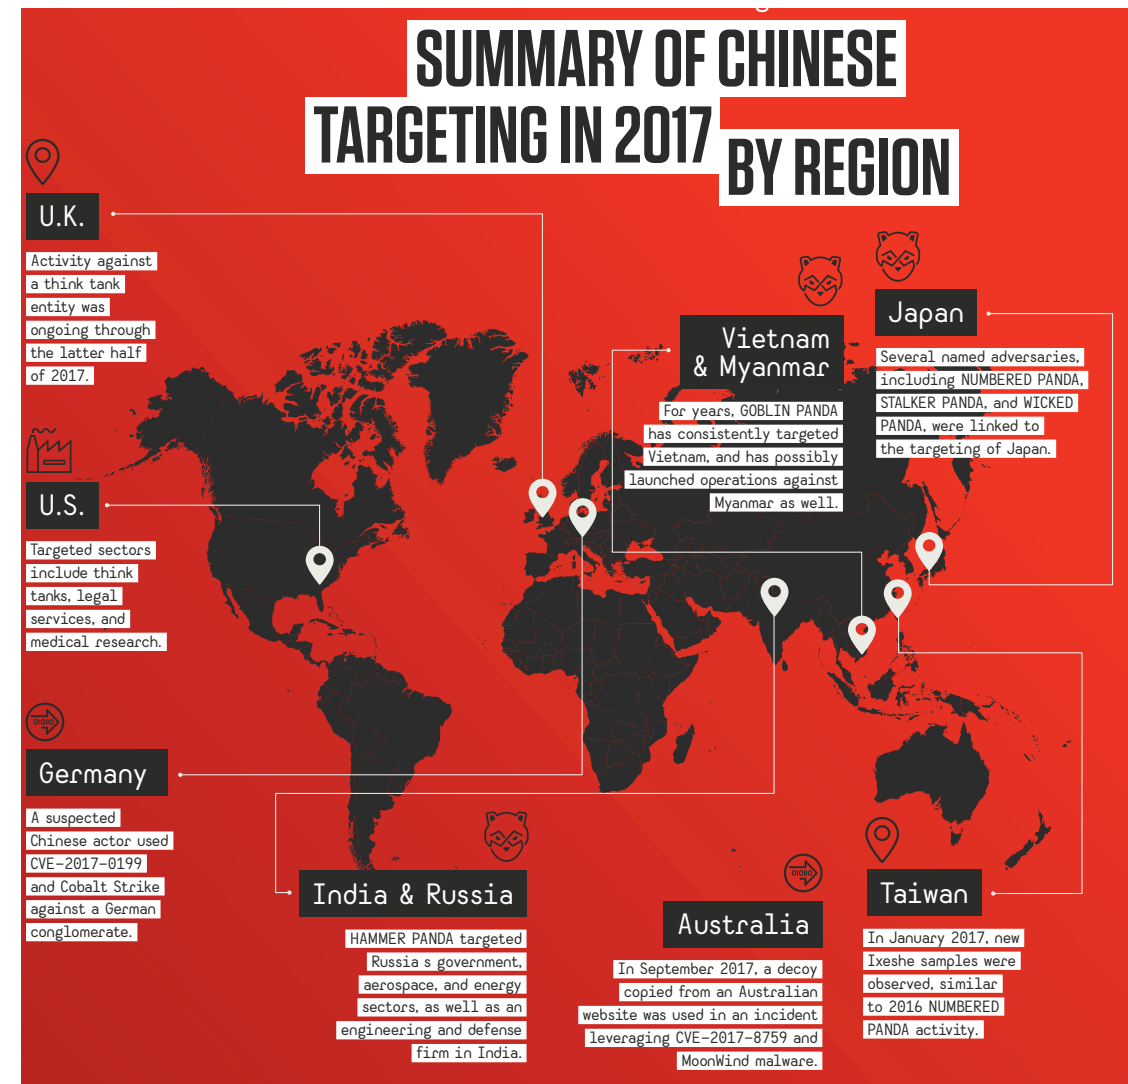 SUMMARY OF CHINESE
TARGETING IN 2017
BY REGION
U.K.
Activity against
a think tank
entity was
ongoing through
the latter half
of 2017.
U.S.
Targeted sectors
include think
tanks, legal
services, and
medical research.
Germany
A suspected
Chinese actor used
CVE-2017-0199
and Cobalt Strike
against a German
conglomerate.
Vietnam
& Myanmar
For years, GOBLIN PANDA
has consistently targeted
Vietnam, and has possibly
launched operations against
Myanmar as well.
Japan
Several named adversaries,
including NUMBERED PANDA,
STALKER PANDA, and WICKED
PANDA, were linked to
the targeting of Japan.
India & Russia
HAMMER PANDA targeted
Russia s government,
aerospace, and energy
sectors, as well as an
engineering and defense
firm in India.
Australia
In September 2017, a decoy
copied from an Australian
website was used in an incident
leveraging CVE-2017-8759 and
MoonWind malware.
Taiwan
In January 2017, new
Ixeshe samples were
observed, similar
to 2016 NUMBERED
PANDA activity.